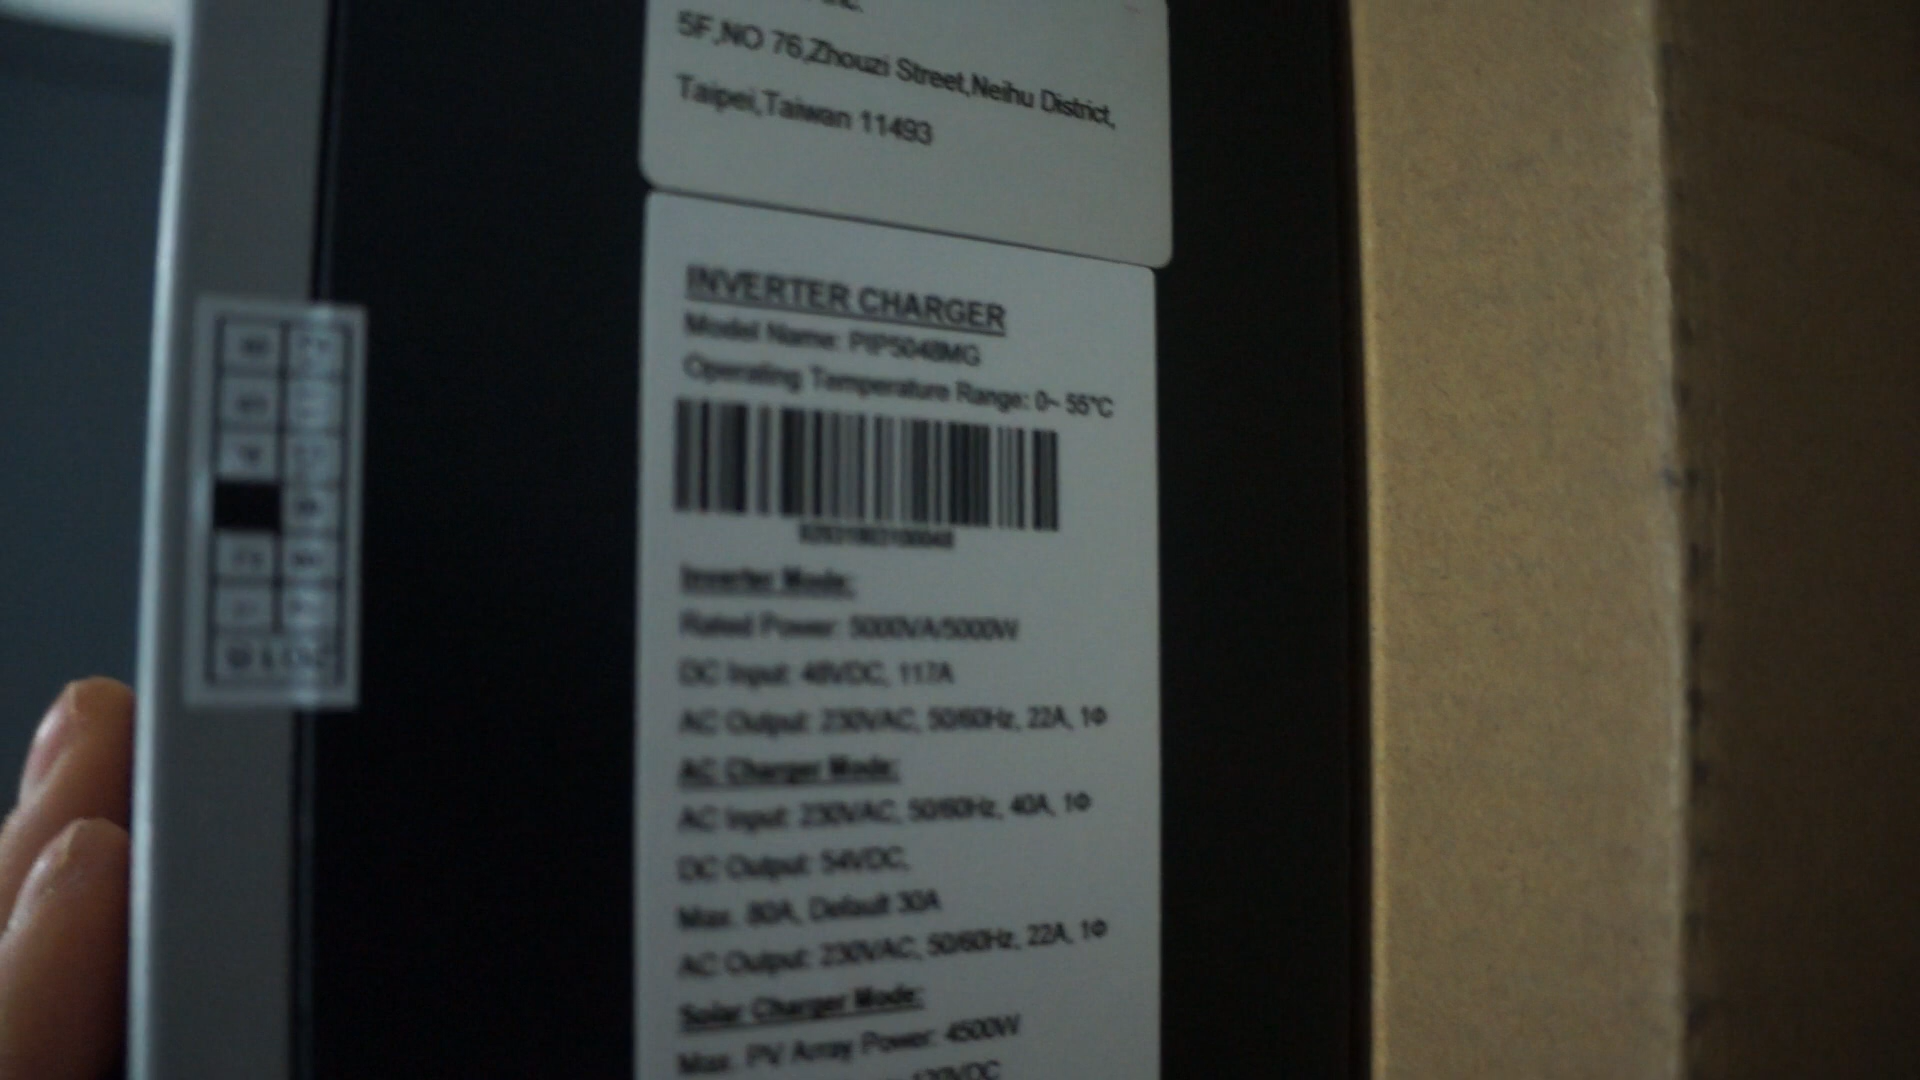 5F,NO 76,Zhouzi Street,Neihu District,
Taipei,Taiwan 11493
INVERTER CHARGER
Model Name: PIP5048MG
Operating Temperature Range: 0~ 55°C
Inverter Mode:
Rated Power: 5000VA/5000W
DC Input: 48VDC, 117A
AC Output: 230VAC, 50/60Hz, 22A, 1Φ
AC Charger Mode:
AC Input: 230VAC, 50/60Hz, 40A, 1Φ
DC Output: 54VDC,
Max. 80A, Default 30A
AC Output: 230VAC, 50/60Hz, 22A, 1Φ
Solar Charger Mode:
Max. PV Array Power: 4500W